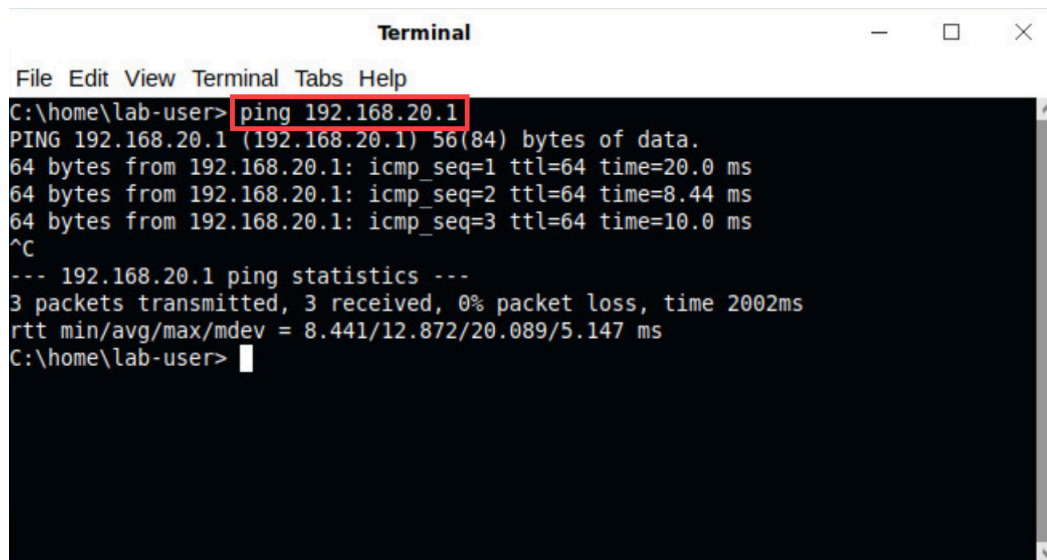 Terminal
File Edit View Terminal Tabs Help
C:\home\lab-user> ping 192.168.20.1
PING 192.168.20.1 (192.168.20.1) 56(84) bytes of data.
64 bytes from 192.168.20.1: icmp_seq=1 ttl=64 time=20.0 ms
64 bytes from 192.168.20.1: icmp_seq=2 ttl=64 time=8.44 ms
64 bytes from 192.168.20.1: icmp_seq=3 ttl=64 time=10.0 ms
^C
--- 192.168.20.1 ping statistics ---
3 packets transmitted, 3 received, 0% packet loss, time 2002ms
rtt min/avg/max/mdev = 8.441/12.872/20.089/5.147 ms
C:\home\lab-user>